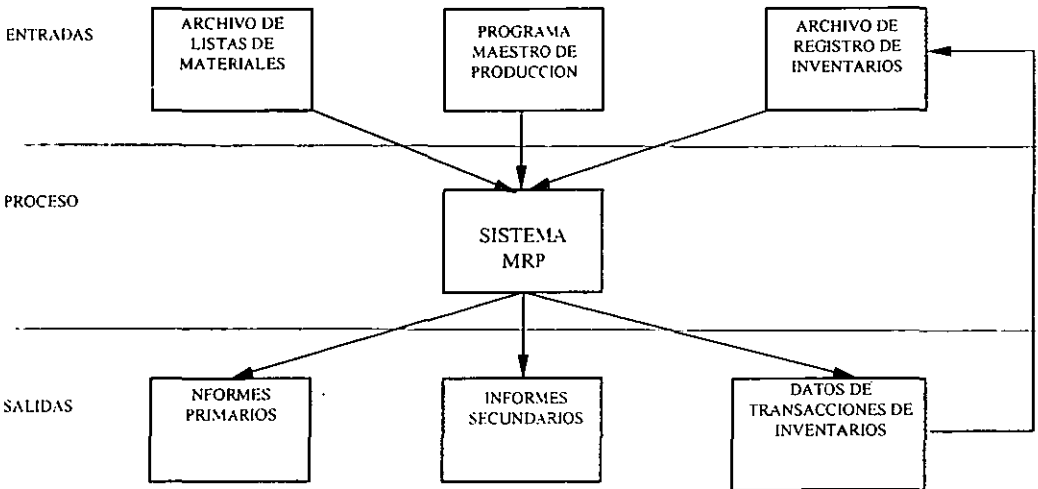 ENTRADAS
ARCHIVO DE
LISTAS DE
MATERIALES
PROGRAMA
MAESTRO DE
PRODUCCION
ARCHIVO DE
REGISTRO DE
INVENTARIOS
PROCESO
SISTEMA
MRP
SALIDAS
NFORMES
PRIMARIOS
INFORMES
SECUNDARIOS
DATOS DE
TRANSACCIONES DE
INVENTARIOS